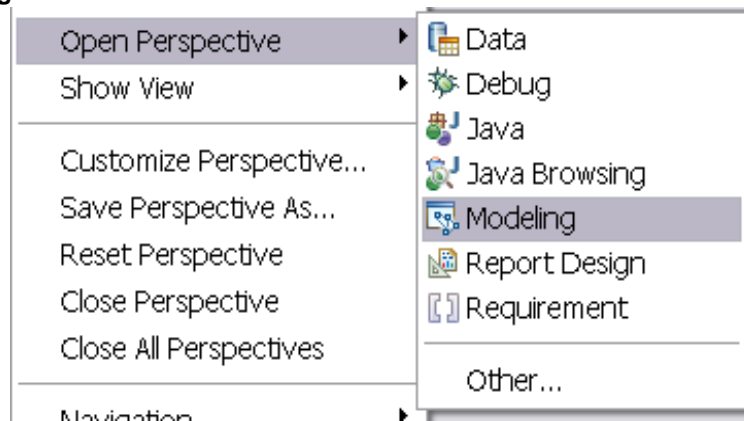 Open Perspective
Show View
Customize Perspective...
Save Perspective As...
Reset Perspective
Close Perspective
Close All Perspectives
Navigation
Data
Debug
Java
Java Browsing
Modeling
Report Design
Requirement
Other...